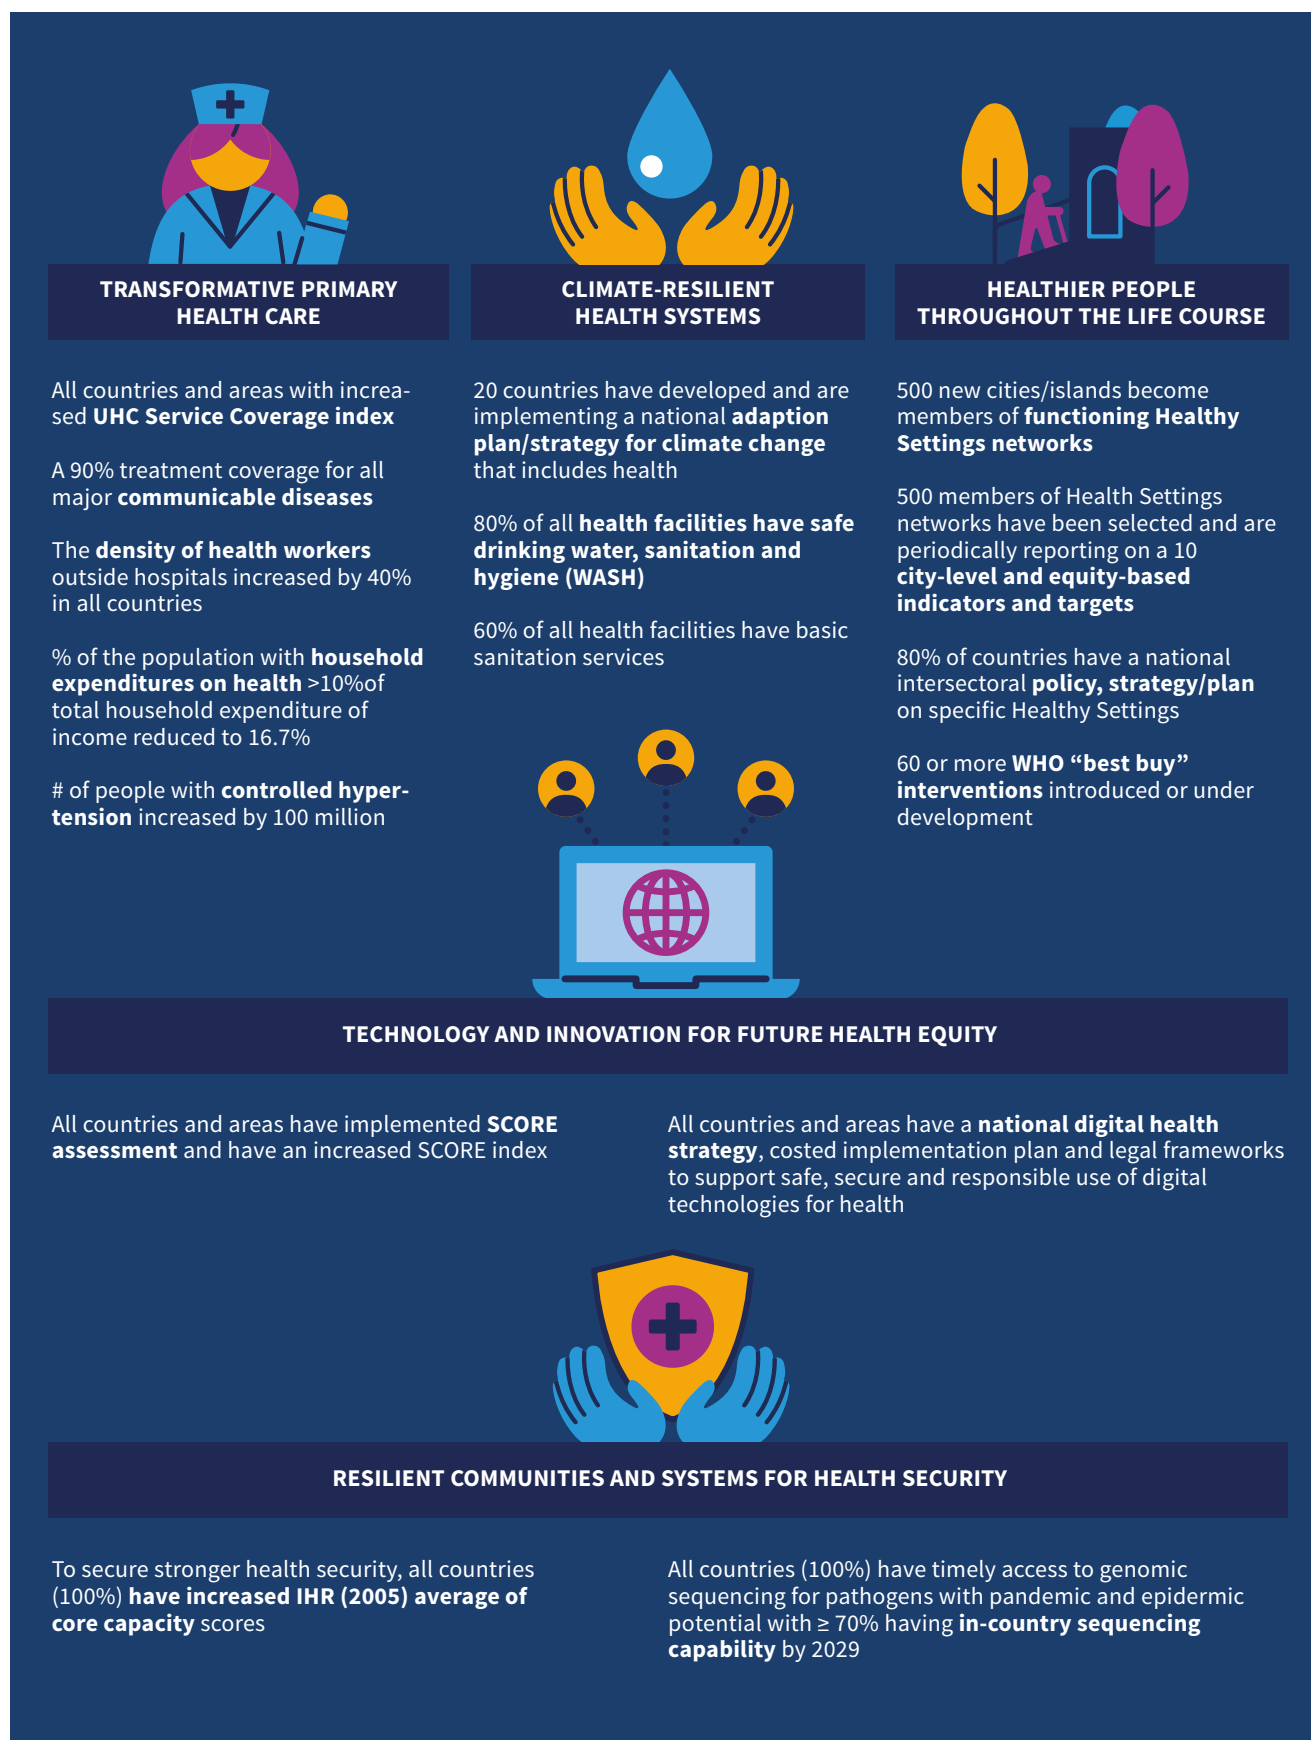 TRANSFORMATIVE PRIMARY
HEALTH CARE
All countries and areas with increa-
sed UHC Service Coverage index
A 90% treatment coverage for all
major communicable diseases
The density of health workers
outside hospitals increased by 40%
in all countries
% of the population with household
expenditures on health >10%of
total household expenditure of
income reduced to 16.7%
# of people with controlled hyper-
tension increased by 100 million
CLIMATE-RESILIENT
HEALTH SYSTEMS
20 countries have developed and are
implementing a national adaption
plan/strategy for climate change
that includes health
80% of all health facilities have safe
drinking water, sanitation and
hygiene (WASH)
60% of all health facilities have basic
sanitation services
HEALTHIER PEOPLE
THROUGHOUT THE LIFE COURSE
500 new cities/islands become
members of functioning Healthy
Settings networks
500 members of Health Settings
networks have been selected and are
periodically reporting on a 10
city-level and equity-based
indicators and targets
80% of countries have a national
intersectoral policy, strategy/plan
on specific Healthy Settings
60 or more WHO “best buy”
interventions introduced or under
development
TECHNOLOGY AND INNOVATION FOR FUTURE HEALTH EQUITY
All countries and areas have implemented SCORE
assessment and have an increased SCORE index
All countries and areas have a national digital health
strategy, costed implementation plan and legal frameworks
to support safe, secure and responsible use of digital
technologies for health
RESILIENT COMMUNITIES AND SYSTEMS FOR HEALTH SECURITY
To secure stronger health security, all countries
(100%) have increased IHR (2005) average of
core capacity scores
All countries (100%) have timely access to genomic
sequencing for pathogens with pandemic and epidermic
potential with ≥ 70% having in-country sequencing
capability by 2029